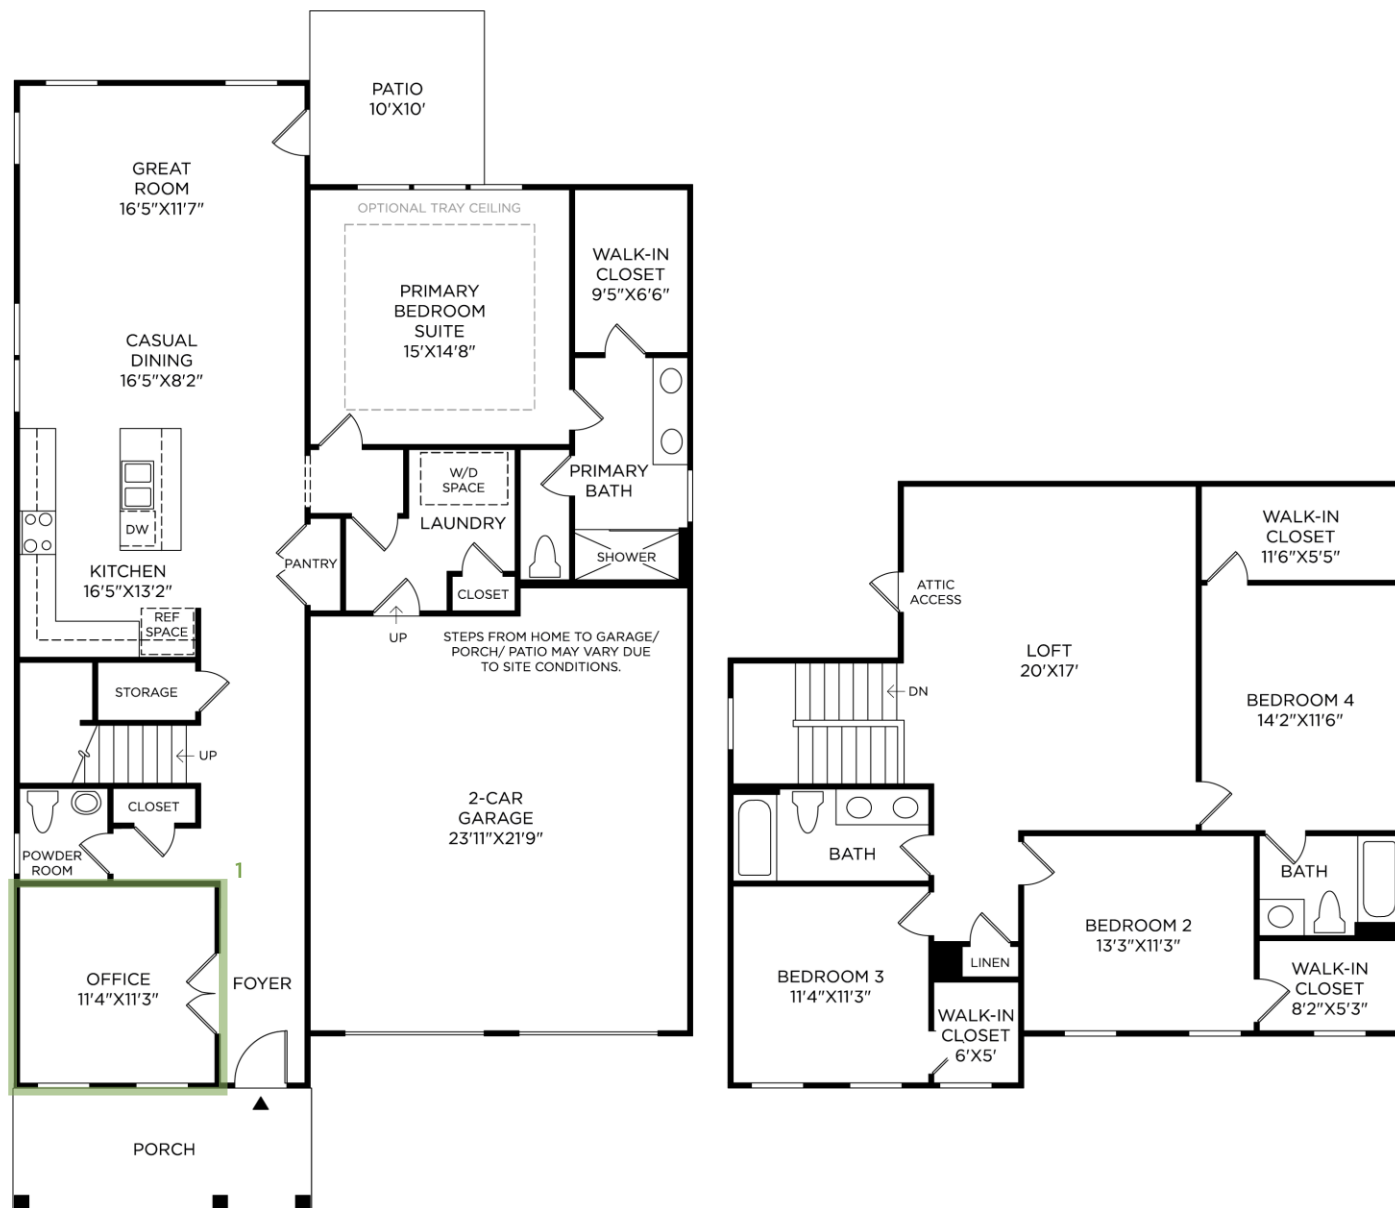 PATIO
10'X10'
GREAT
ROOM
16'5"X11'7"
OPTIONAL TRAY CEILING
WALK-IN
CLOSET
9'5"X6'6"
PRIMARY
BEDROOM
SUITE
15'X14'8"
CASUAL
DINING
16'5"X8'2"
W/D
SPACE
PRIMARY
BATH
LAUNDRY
DW
SHOWER
PANTRY
KITCHEN
16'5"X13'2"
CLOSET
REF
SPACE
UP
STEPS FROM HOME TO GARAGE/
PORCH/ PATIO MAY VARY DUE
TO SITE CONDITIONS.
STORAGE
UP
CLOSET
2-CAR
GARAGE
23'11"X21'9"
POWDER
ROOM
1
OFFICE
11'4"X11'3"
FOYER
PORCH
WALK-IN
CLOSET
11'6"X5'5"
ATTIC
ACCESS
LOFT
20'X17'
DN
BEDROOM 4
14'2"X11'6"
BATH
BATH
BEDROOM 2
13'3"X11'3"
LINEN
BEDROOM 3
11'4"X11'3"
WALK-IN
CLOSET
8'2"X5'3"
WALK-IN
CLOSET
6'X5'